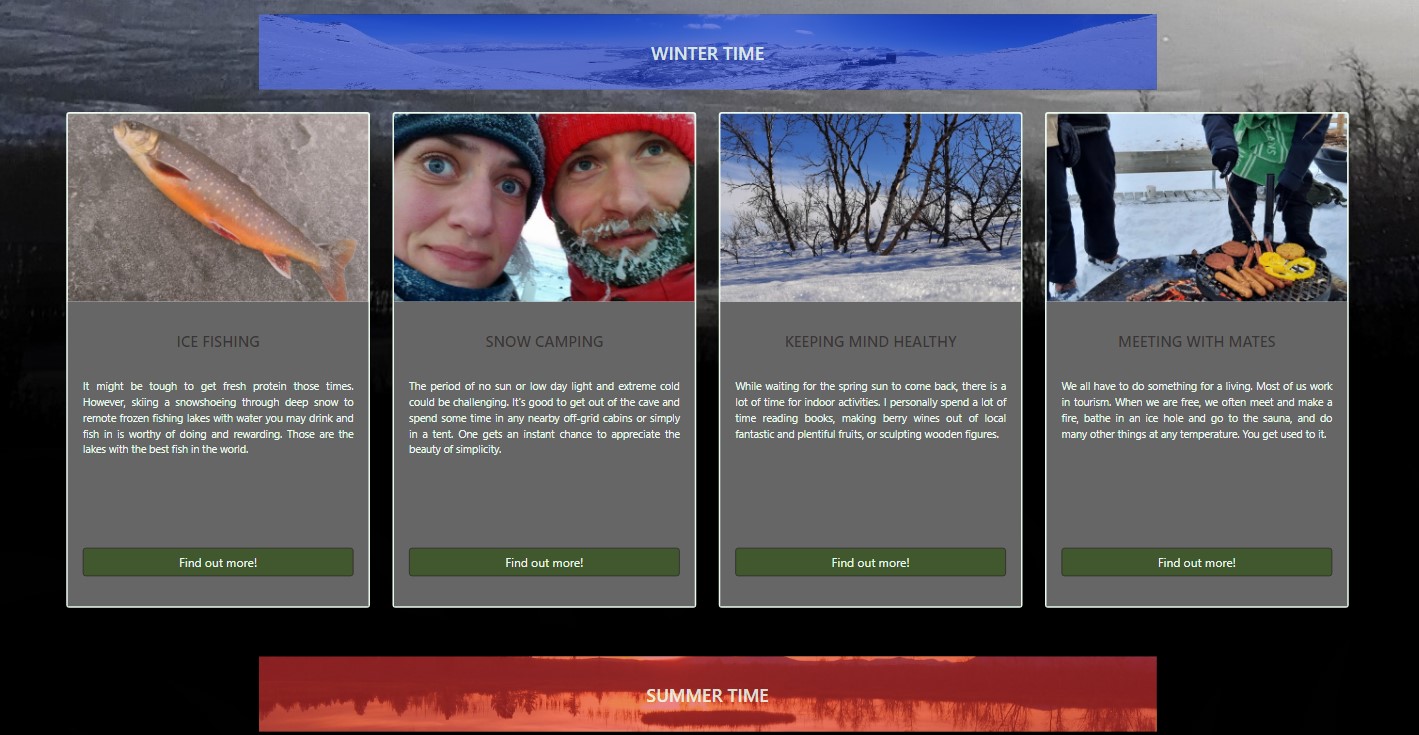 WINTER TIME
ICE FISHING
It might be tough to get fresh protein those times.
However, skiing a snowshoeing through deep snow to
remote frozen fishing lakes with water you may drink and
fish in is worthy of doing and rewarding. Those are the
lakes with the best fish in the world.
Find out more!
SNOW CAMPING
The period of no sun or low day light and extreme cold
could be challenging. It's good to get out of the cave and
spend some time in any nearby off-grid cabins or simply
in a tent. One gets an instant chance to appreciate the
beauty of simplicity.
Find out more!
KEEPING MIND HEALTHY
While waiting for the spring sun to come back, there is a
lot of time for indoor activities. I personally spend a lot of
time reading books, making berry wines out of local
fantastic and plentiful fruits, or sculpting wooden figures.
Find out more!
MEETING WITH MATES
We all have to do something for a living. Most of us work
in tourism. When we are free, we often meet and make a
fire, bathe in an ice hole and go to the sauna, and do
many other things at any temperature. You get used to it.
Find out more!
SUMMER TIME